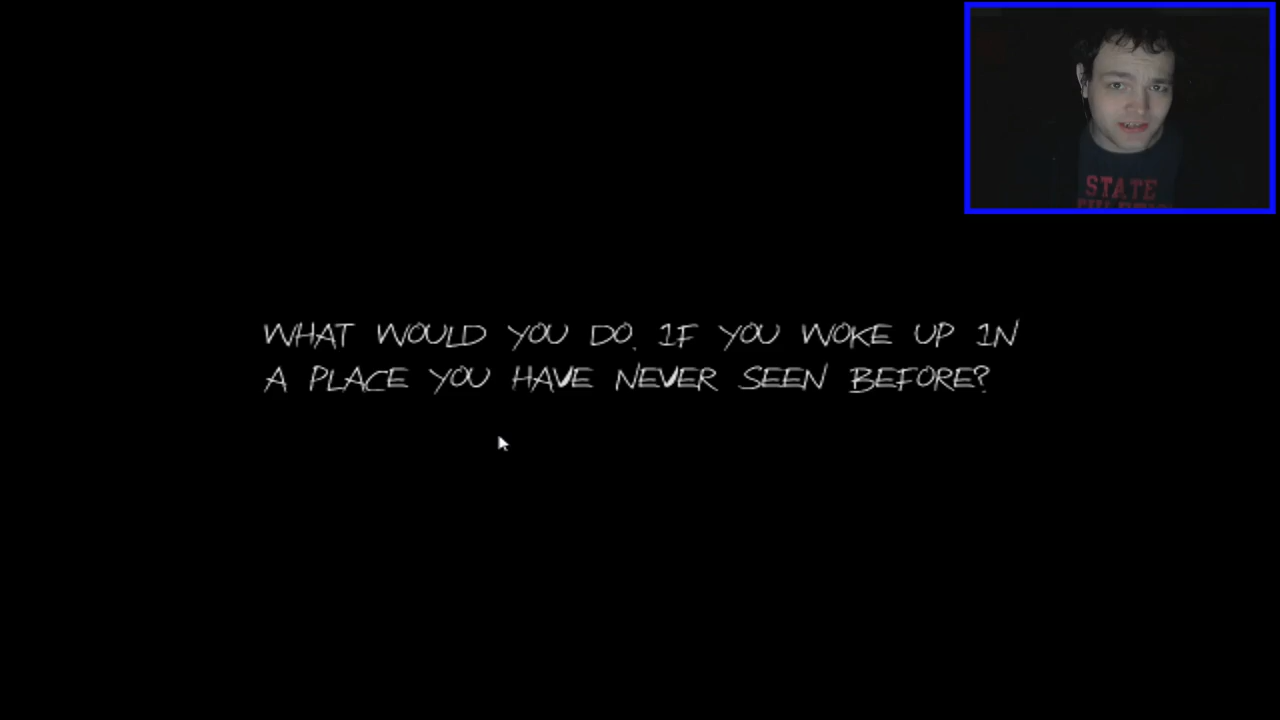 STATE
WHAT WOULD YOU DO, IF YOU WOKE UP IN
A PLACE YOU HAVE NEVER SEEN BEFORE?